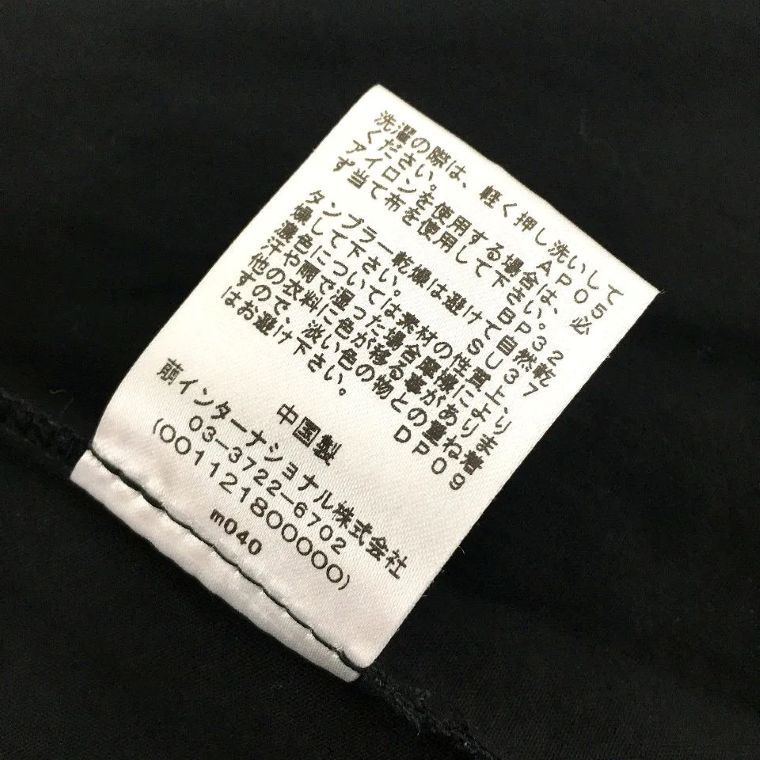 洗濯の際は、軽く押し洗いして
ください。 AP05
アイロンを使用する場合は、必
ず当て布を使用して下さい。
BP32
タンブラー乾燥は避けて自然乾
燥して下さい。 SU37
濃色については素材の性質上、
汗や雨で湿った場合摩擦により
他の衣料に色が移る事がありま
すので、淡い色の物との重ね着
はお避け下さい。 DP09
中国製
萠インターナショナル株式会社
03-3722-6702
(001121800000)
m040